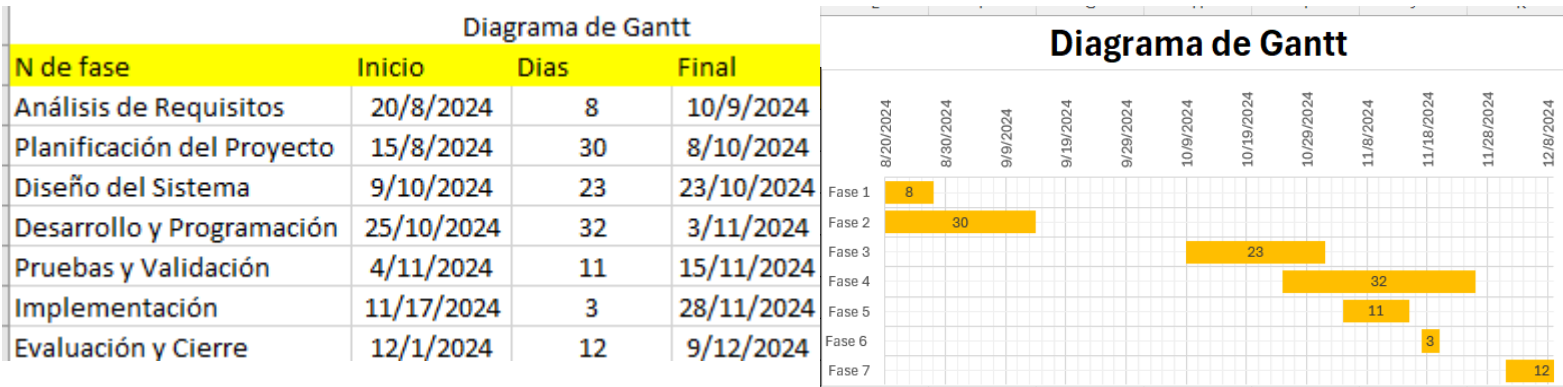 Diagrama de Gantt
N de fase Inicio Dias Final
Análisis de Requisitos 20/8/2024 8 10/9/2024
Planificación del Proyecto 15/8/2024 30 8/10/2024
Diseño del Sistema 9/10/2024 23 23/10/2024
Desarrollo y Programación 25/10/2024 32 3/11/2024
Pruebas y Validación 4/11/2024 11 15/11/2024
Implementación 11/17/2024 3 28/11/2024
Evaluación y Cierre 12/1/2024 12 9/12/2024
Diagrama de Gantt
8/20/2024 8/30/2024 9/9/2024 9/19/2024 9/29/2024 10/9/2024 10/19/2024 10/29/2024 11/8/2024 11/18/2024 11/28/2024 12/8/2024
Fase 1 8
Fase 2 30
Fase 3 23
Fase 4 32
Fase 5 11
Fase 6 3
Fase 7 12